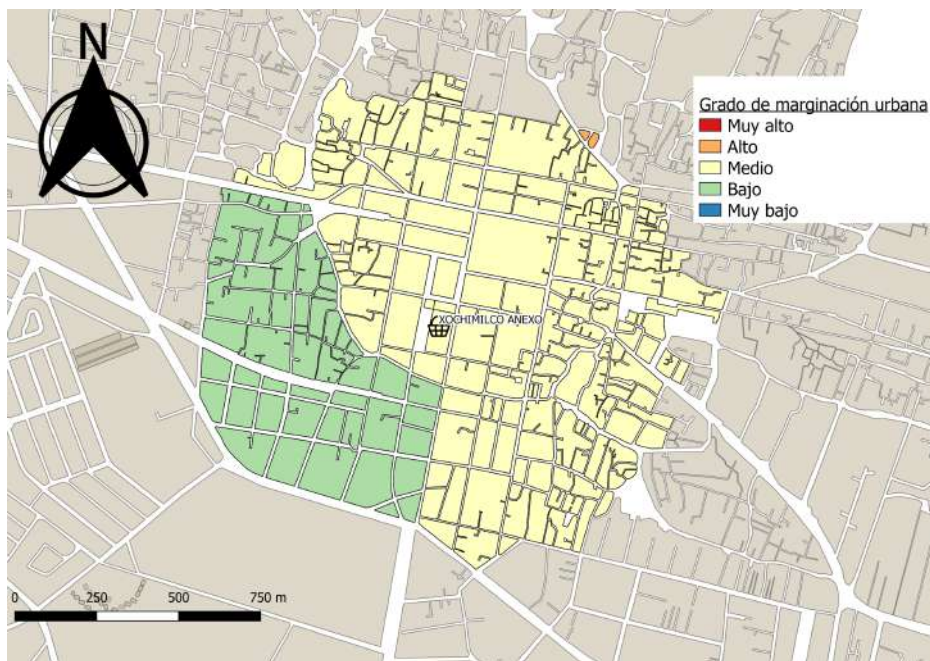 N
Grado de marginación urbana
Muy alto
Alto
Medio
Bajo
Muy bajo
XOCHIMILCO ANEXO
0 250 500 750 m